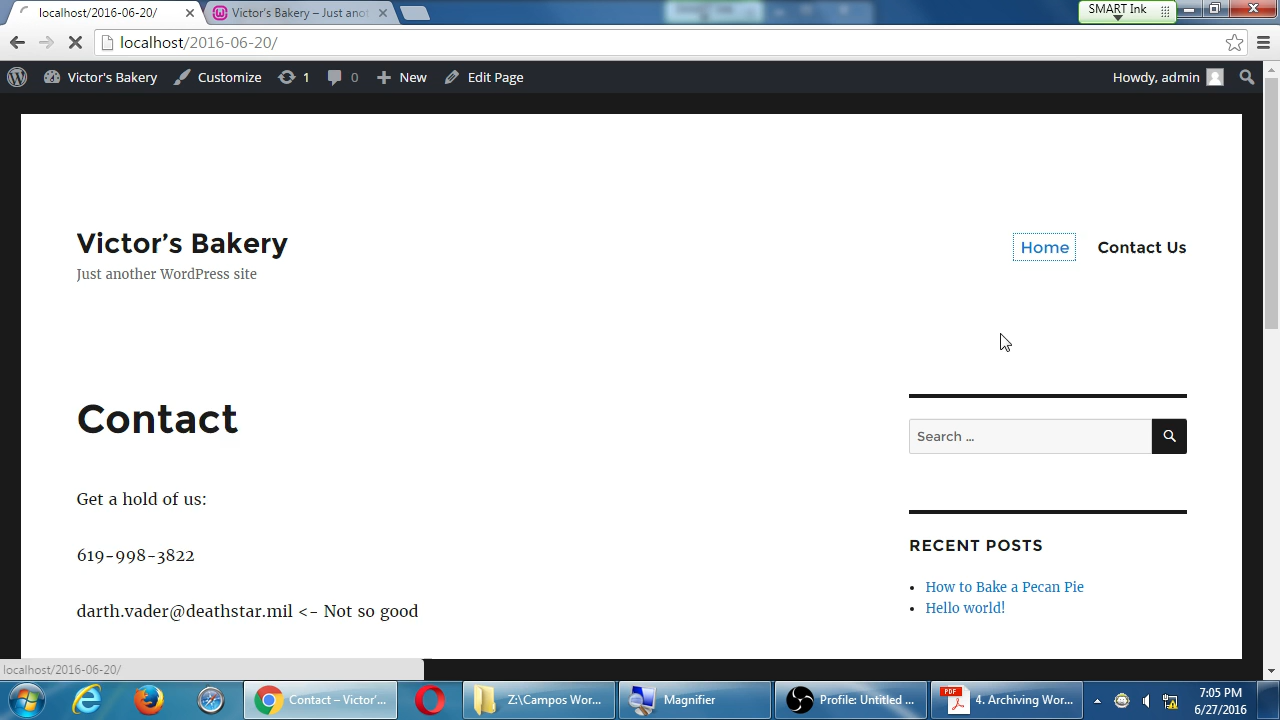 localhost/2016-06-20/
Victor's Bakery – Just anot
SMART Ink
localhost/2016-06-20/
Victor's Bakery
Customize
1
0
New
Edit Page
Howdy, admin
Victor's Bakery
Just another WordPress site
Home
Contact Us
Contact
Search …
Get a hold of us:
619-998-3822
darth.vader@deathstar.mil <- Not so good
RECENT POSTS
How to Bake a Pecan Pie
Hello world!
localhost/2016-06-20/
Contact – Victor'...
Z:\Campos Wor...
Magnifier
Profile: Untitled ...
PDF
4. Archiving Wor...
7:05 PM
6/27/2016